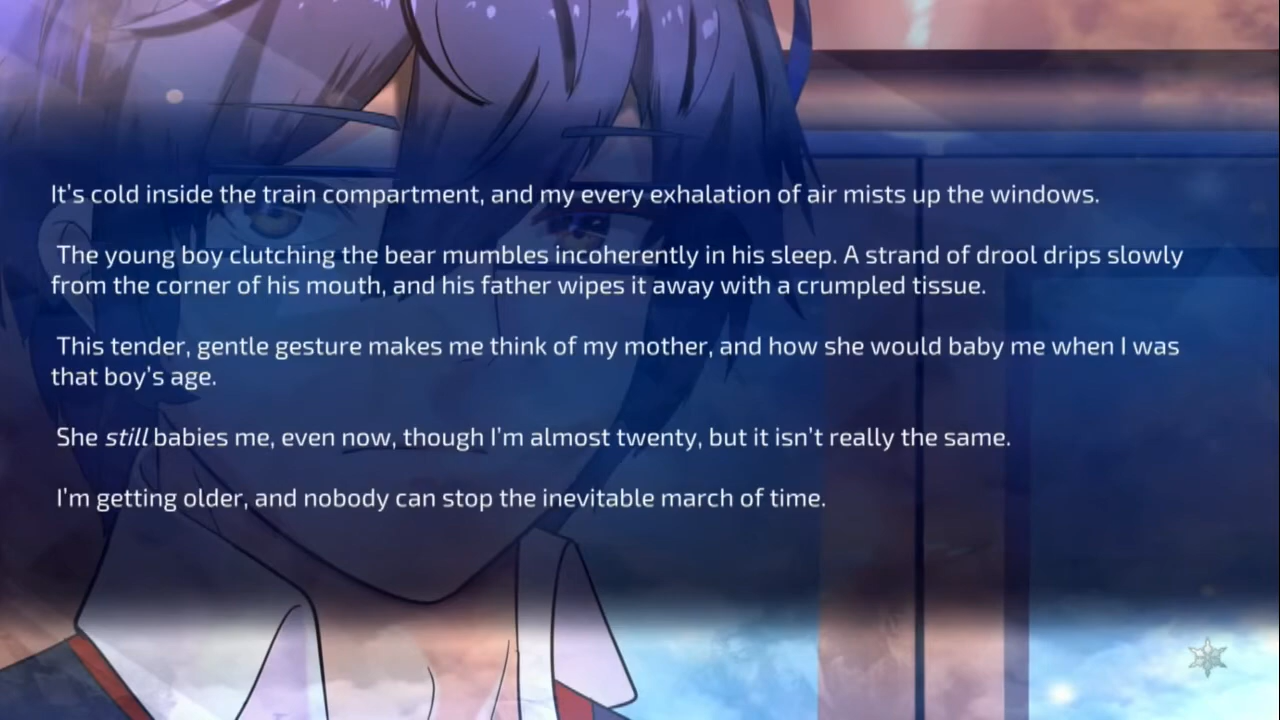 It's cold inside the train compartment, and my every exhalation of air mists up the windows.
The young boy clutching the bear mumbles incoherently in his sleep. A strand of drool drips slowly
from the corner of his mouth, and his father wipes it away with a crumpled tissue.
This tender, gentle gesture makes me think of my mother, and how she would baby me when I was
that boy's age.
She still babies me, even now, though I'm almost twenty, but it isn't really the same.
I'm getting older, and nobody can stop the inevitable march of time.